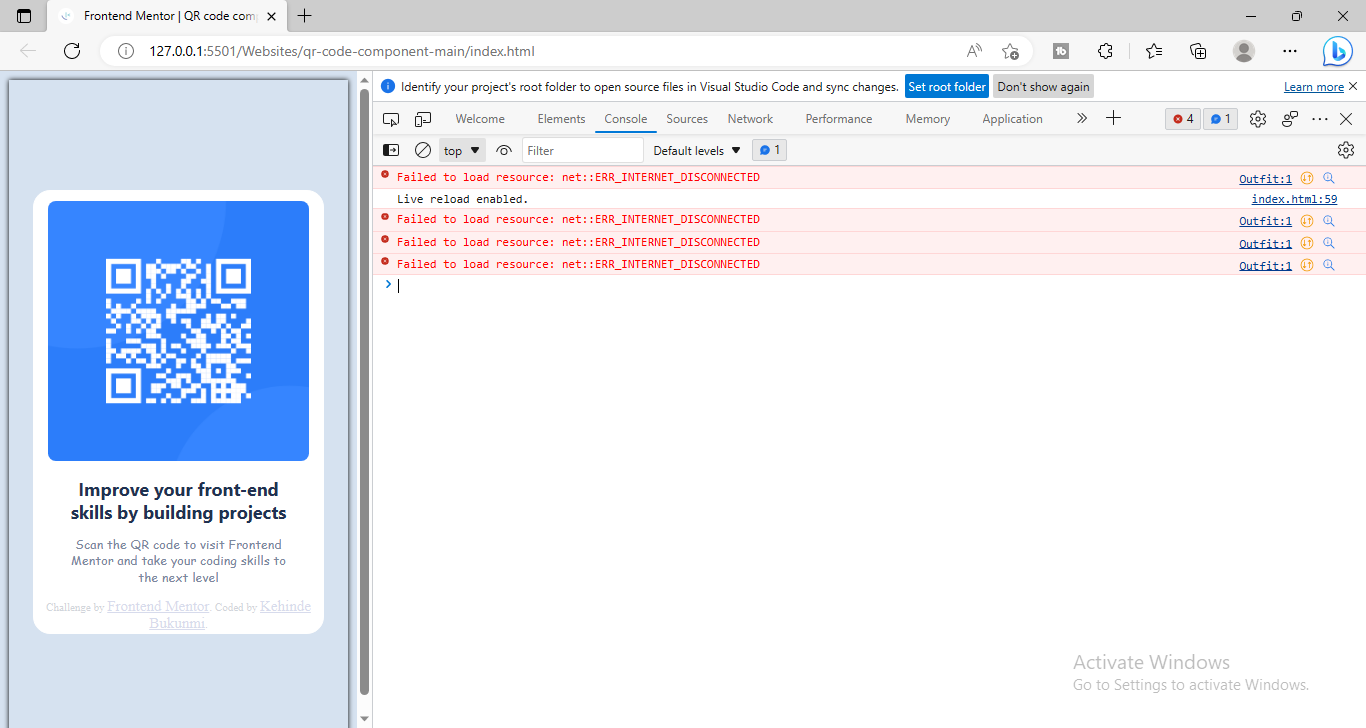 Frontend Mentor | QR code com
127.0.0.1:5501/Websites/qr-code-component-main/index.html
Identify your project's root folder to open source files in Visual Studio Code and sync changes. Set root folder Don't show again Learn more
Welcome Elements Console Sources Network Performance Memory Application 4 1
top Filter Default levels 1
Failed to load resource: net::ERR_INTERNET_DISCONNECTED Outfit:1
Live reload enabled. index.html:59
Failed to load resource: net::ERR_INTERNET_DISCONNECTED Outfit:1
Failed to load resource: net::ERR_INTERNET_DISCONNECTED Outfit:1
Failed to load resource: net::ERR_INTERNET_DISCONNECTED Outfit:1
Improve your front-end
skills by building projects
Scan the QR code to visit Frontend
Mentor and take your coding skills to
the next level
Challenge by Frontend Mentor. Coded by Kehinde
Bukunmi.
Activate Windows
Go to Settings to activate Windows.